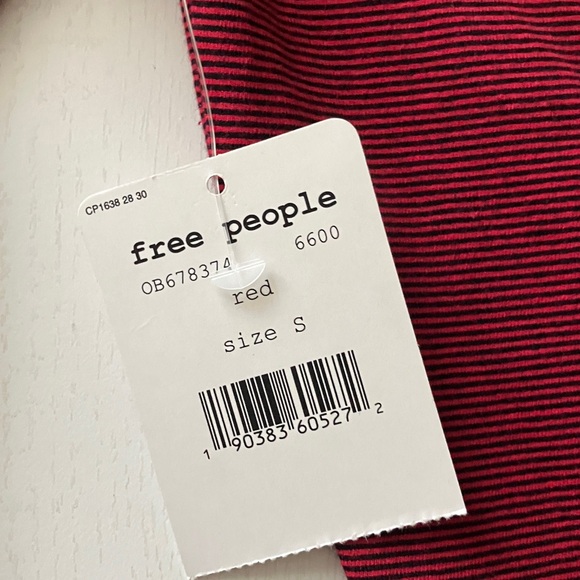 CP1638 28 30
free people
OB678374 6600
red
size S
1 90383 60527 2